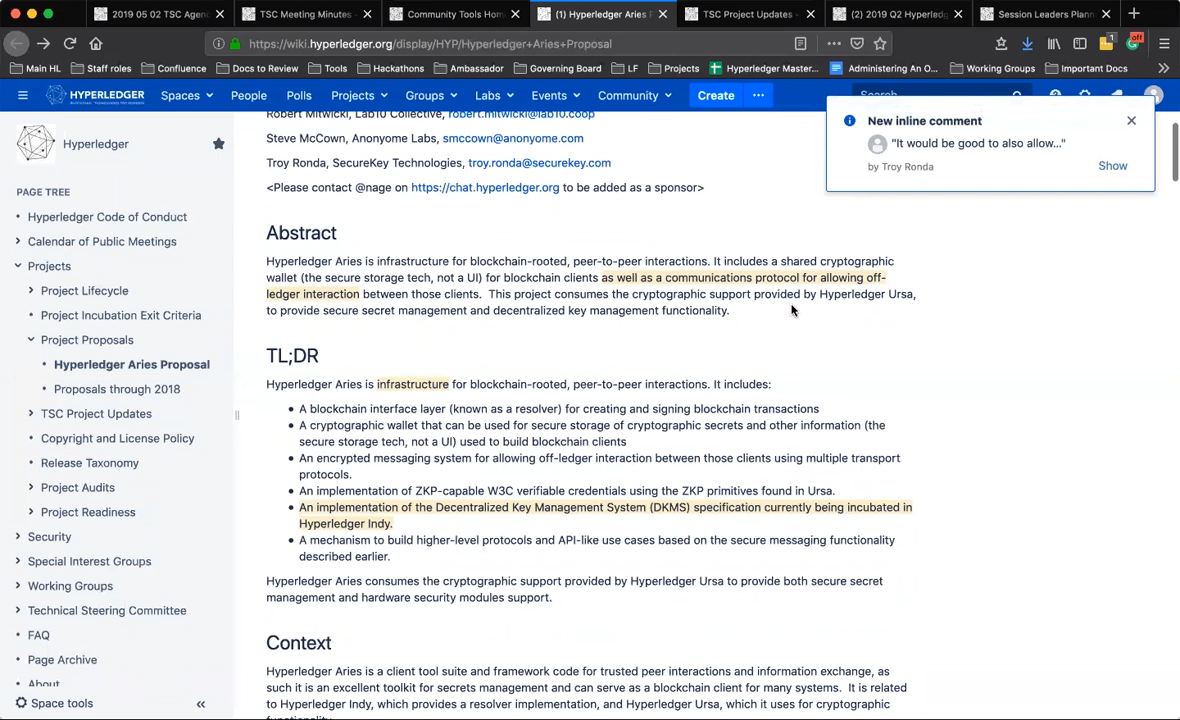 2019 05 02 TSC Agen
TSC Meeting Minutes -
Community Tools Hom
(1) Hyperledger Aries P
TSC Project Updates -
(2) 2019 Q2 Hyperledg
Session Leaders Plann
https://wiki.hyperledger.org/display/HYP/Hyperledger+Aries+Proposal
1
off
Main HL
Staff roles
Confluence
Docs to Review
Tools
Hackathons
Ambassador
Governing Board
LF
Projects
Hyperledger Master...
Administering An O...
Working Groups
Important Docs
HYPERLEDGER
Spaces
People
Polls
Projects
Groups
Labs
Events
Community
Create
Search
New inline comment
"It would be good to also allow..."
by Troy Ronda
Show
Hyperledger
PAGE TREE
Hyperledger Code of Conduct
Calendar of Public Meetings
Projects
Project Lifecycle
Project Incubation Exit Criteria
Project Proposals
Hyperledger Aries Proposal
Proposals through 2018
TSC Project Updates
Copyright and License Policy
Release Taxonomy
Project Audits
Project Readiness
Security
Special Interest Groups
Working Groups
Technical Steering Committee
FAQ
Page Archive
About
Space tools
Robert Mitwicki, Lab10 Collective, robert.mitwicki@lab10.coop
Steve McCown, Anonyome Labs, smccown@anonyome.com
Troy Ronda, SecureKey Technologies, troy.ronda@securekey.com
<Please contact @nage on https://chat.hyperledger.org to be added as a sponsor>
Abstract
Hyperledger Aries is infrastructure for blockchain-rooted, peer-to-peer interactions. It includes a shared cryptographic
wallet (the secure storage tech, not a UI) for blockchain clients as well as a communications protocol for allowing off-
ledger interaction between those clients. This project consumes the cryptographic support provided by Hyperledger Ursa,
to provide secure secret management and decentralized key management functionality.
TL;DR
Hyperledger Aries is infrastructure for blockchain-rooted, peer-to-peer interactions. It includes:
• A blockchain interface layer (known as a resolver) for creating and signing blockchain transactions
• A cryptographic wallet that can be used for secure storage of cryptographic secrets and other information (the
secure storage tech, not a UI) used to build blockchain clients
• An encrypted messaging system for allowing off-ledger interaction between those clients using multiple transport
protocols.
• An implementation of ZKP-capable W3C verifiable credentials using the ZKP primitives found in Ursa.
• An implementation of the Decentralized Key Management System (DKMS) specification currently being incubated in
Hyperledger Indy.
• A mechanism to build higher-level protocols and API-like use cases based on the secure messaging functionality
described earlier.
Hyperledger Aries consumes the cryptographic support provided by Hyperledger Ursa to provide both secure secret
management and hardware security modules support.
Context
Hyperledger Aries is a client tool suite and framework code for trusted peer interactions and information exchange, as
such it is an excellent toolkit for secrets management and can serve as a blockchain client for many systems. It is related
to Hyperledger Indy, which provides a resolver implementation, and Hyperledger Ursa, which it uses for cryptographic
functionality.